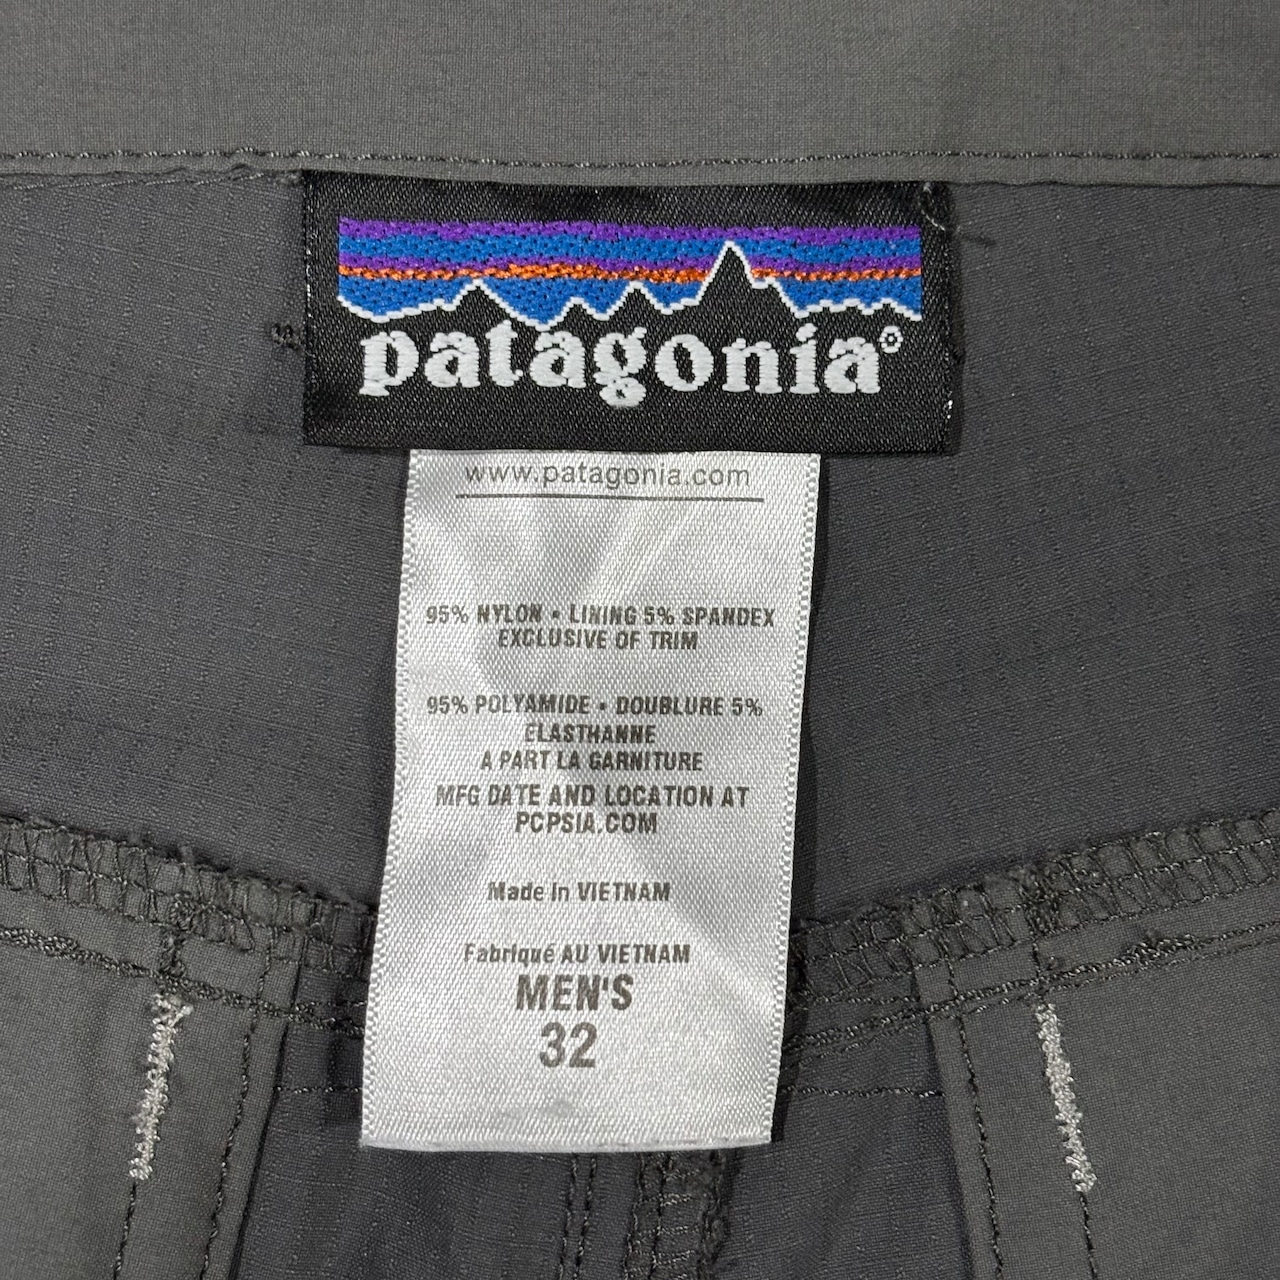 patagonia®
www.patagonia.com
95% NYLON • LINING 5% SPANDEX
EXCLUSIVE OF TRIM
95% POLYAMIDE • DOUBLURE 5%
ELASTHANNE
A PART LA GARNITURE
MFG DATE AND LOCATION AT
PCPSIA.COM
Made in VIETNAM
Fabriqué AU VIETNAM
MEN'S
32